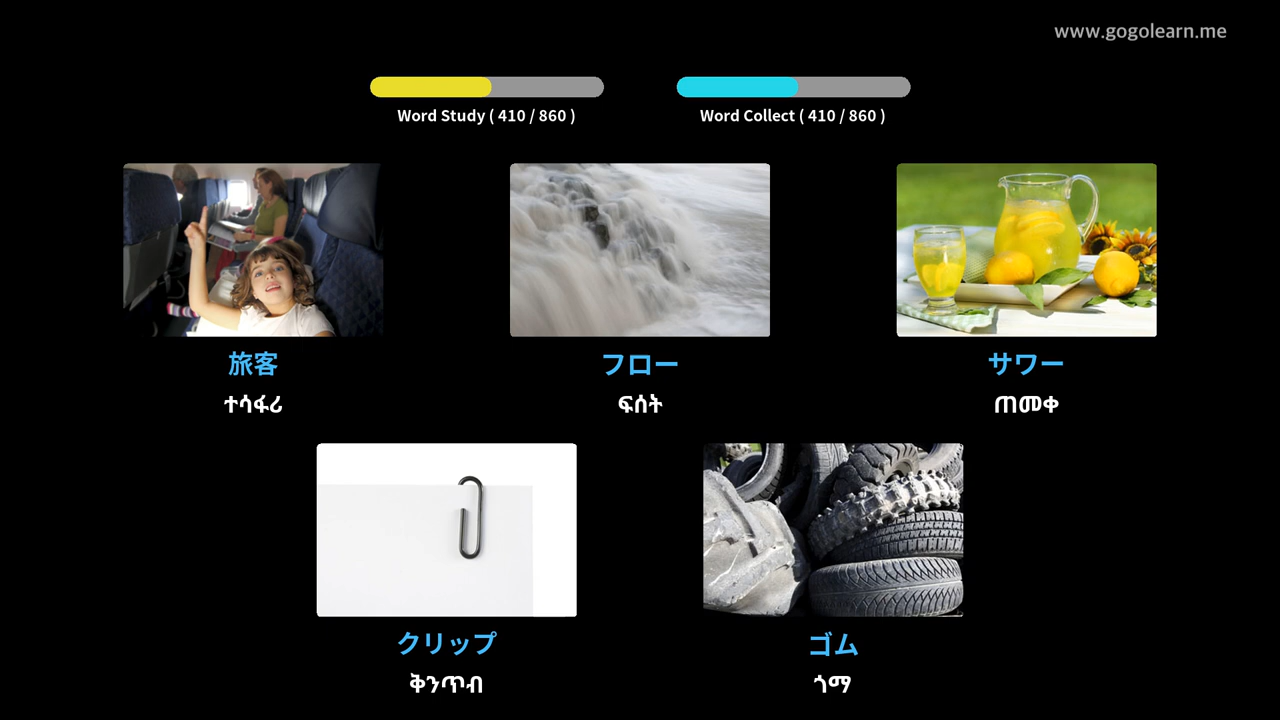 www.gogolearn.me
Word Study ( 410 / 860 )
Word Collect ( 410 / 860 )
旅客
フロー
サワー
ተሳፋሪ
ፍሰት
ጠመቀ
クリップ
ゴム
ቅንጥብ
ጎማ